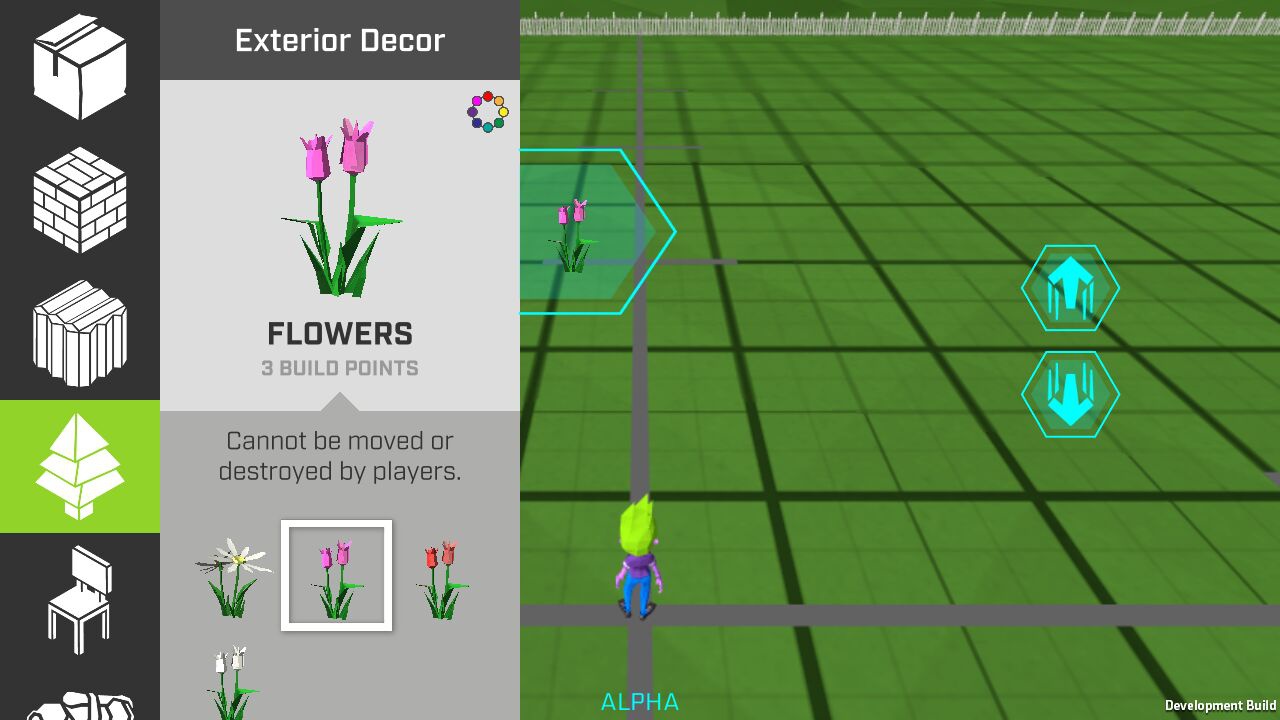 Exterior Decor
FLOWERS
3 BUILD POINTS
Cannot be moved or
destroyed by players.
ALPHA
Development Build